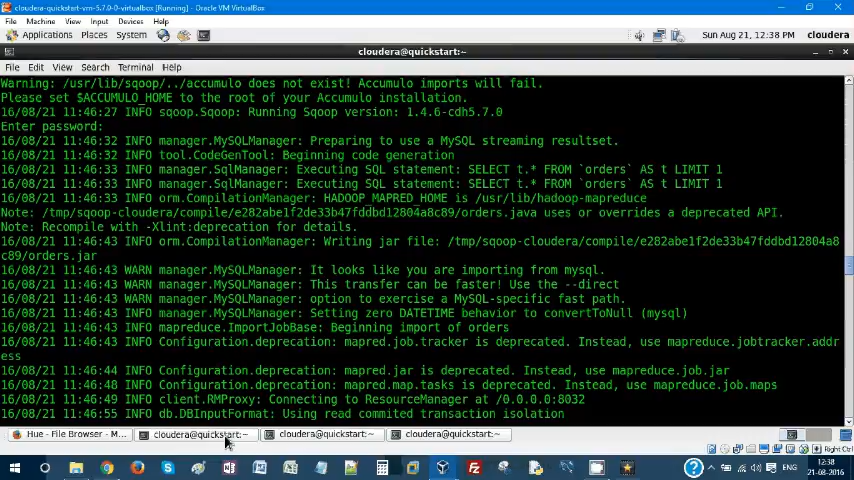 cloudera-quickstart-vm-5.7.0-0-virtualbox [Running] - Oracle VM VirtualBox
File Machine View Input Devices Help
Applications Places System Sun Aug 21, 12:38 PM cloudera
cloudera@quickstart:~
File Edit View Search Terminal Help
Warning: /usr/lib/sqoop/../accumulo does not exist! Accumulo imports will fail.
Please set $ACCUMULO_HOME to the root of your Accumulo installation.
16/08/21 11:46:27 INFO sqoop.Sqoop: Running Sqoop version: 1.4.6-cdh5.7.0
Enter password:
16/08/21 11:46:32 INFO manager.MySQLManager: Preparing to use a MySQL streaming resultset.
16/08/21 11:46:32 INFO tool.CodeGenTool: Beginning code generation
16/08/21 11:46:33 INFO manager.SqlManager: Executing SQL statement: SELECT t.* FROM `orders` AS t LIMIT 1
16/08/21 11:46:33 INFO manager.SqlManager: Executing SQL statement: SELECT t.* FROM `orders` AS t LIMIT 1
16/08/21 11:46:33 INFO orm.CompilationManager: HADOOP_MAPRED_HOME is /usr/lib/hadoop-mapreduce
Note: /tmp/sqoop-cloudera/compile/e282abe1f2de33b47fddbd12804a8c89/orders.java uses or overrides a deprecated API.
Note: Recompile with -Xlint:deprecation for details.
16/08/21 11:46:43 INFO orm.CompilationManager: Writing jar file: /tmp/sqoop-cloudera/compile/e282abe1f2de33b47fddbd12804a8
c89/orders.jar
16/08/21 11:46:43 WARN manager.MySQLManager: It looks like you are importing from mysql.
16/08/21 11:46:43 WARN manager.MySQLManager: This transfer can be faster! Use the --direct
16/08/21 11:46:43 WARN manager.MySQLManager: option to exercise a MySQL-specific fast path.
16/08/21 11:46:43 INFO manager.MySQLManager: Setting zero DATETIME behavior to convertToNull (mysql)
16/08/21 11:46:43 INFO mapreduce.ImportJobBase: Beginning import of orders
16/08/21 11:46:43 INFO Configuration.deprecation: mapred.job.tracker is deprecated. Instead, use mapreduce.jobtracker.addr
ess
16/08/21 11:46:44 INFO Configuration.deprecation: mapred.jar is deprecated. Instead, use mapreduce.job.jar
16/08/21 11:46:48 INFO Configuration.deprecation: mapred.map.tasks is deprecated. Instead, use mapreduce.job.maps
16/08/21 11:46:48 INFO client.RMProxy: Connecting to ResourceManager at /0.0.0.0:8032
16/08/21 11:46:55 INFO db.DBInputFormat: Using read commited transaction isolation
Hue - File Browser - M... cloudera@quickstart:~ cloudera@quickstart:~ cloudera@quickstart:~
Right Ctrl
ENG 12:38
21-08-2016